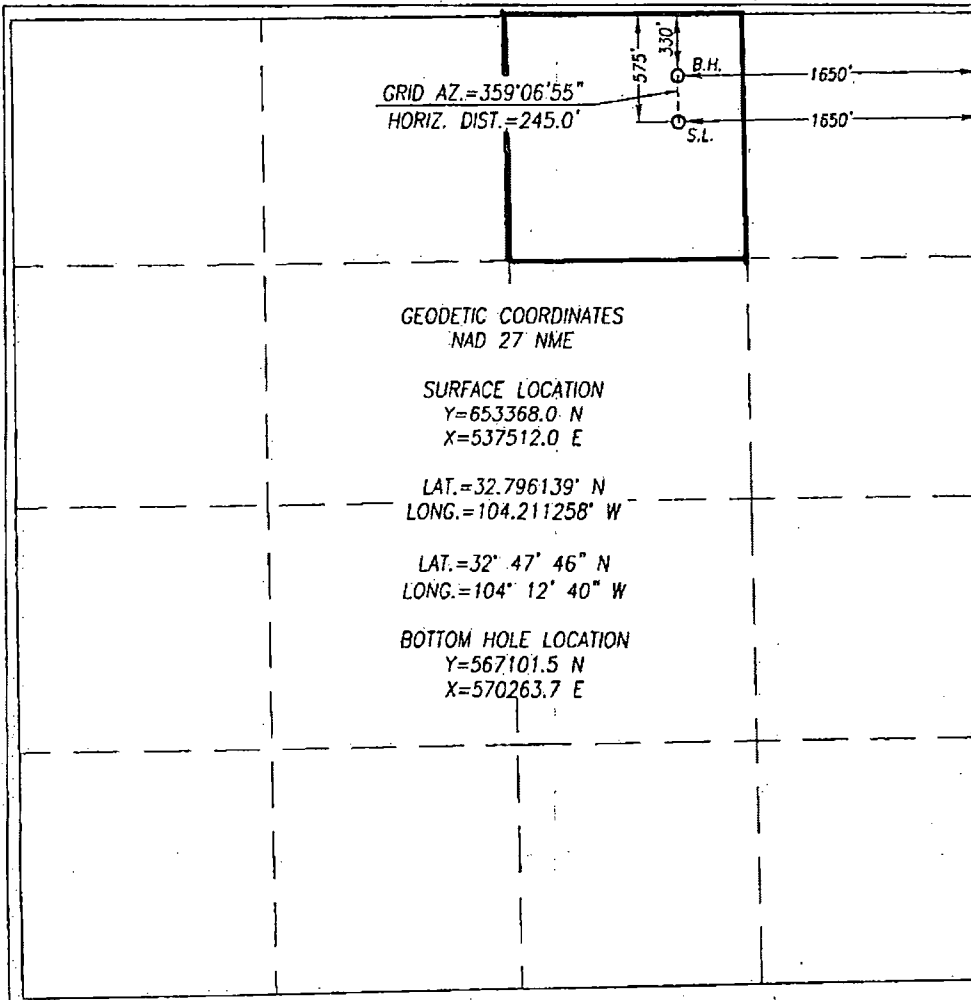 575'
330'
B.H.
1650'
GRID AZ.=359°06'55"
HORIZ. DIST.=245.0'
1650'
S.L.
GEODETIC COORDINATES
NAD 27 NME
SURFACE LOCATION
Y=653368.0 N
X=537512.0 E
LAT.=32.796139° N
LONG.=104.211258° W
LAT.=32° 47' 46" N
LONG.=104° 12' 40" W
BOTTOM HOLE LOCATION
Y=567101.5 N
X=570263.7 E